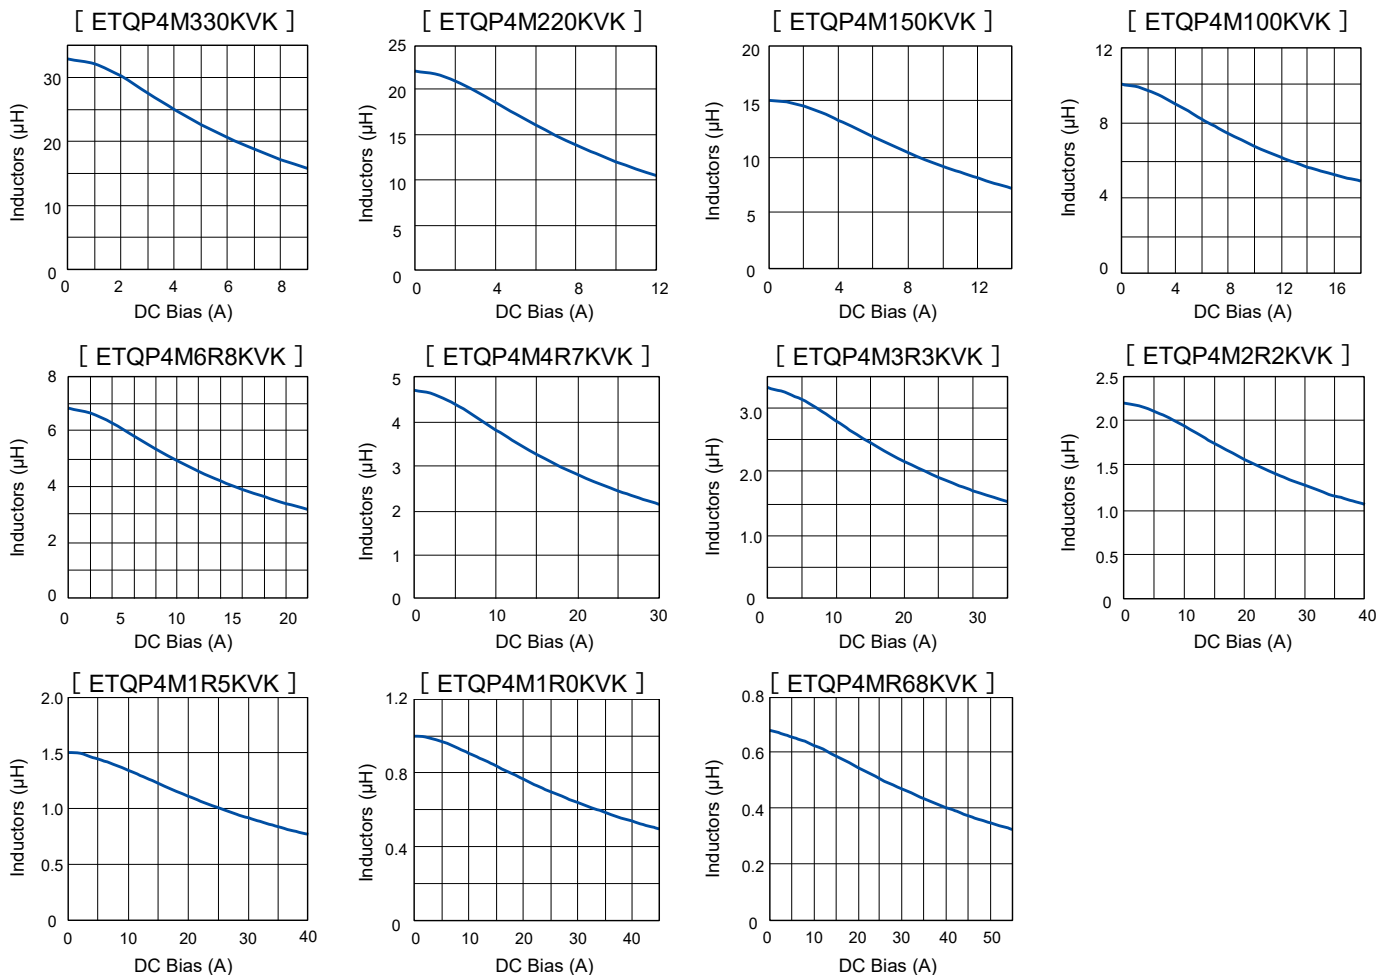 [ ETQP4M330KVK ]
Inductors (µH)
30
20
10
0
0 2 4 6 8
DC Bias (A)
[ ETQP4M220KVK ]
Inductors (µH)
25
20
15
10
5
0
0 4 8 12
DC Bias (A)
[ ETQP4M150KVK ]
Inductors (µH)
20
15
10
5
0
0 4 8 12
DC Bias (A)
[ ETQP4M100KVK ]
Inductors (µH)
12
8
4
0
0 4 8 12 16
DC Bias (A)
[ ETQP4M6R8KVK ]
Inductors (µH)
8
6
4
2
0
0 5 10 15 20
DC Bias (A)
[ ETQP4M4R7KVK ]
Inductors (µH)
5
4
3
2
1
0
0 10 20 30
DC Bias (A)
[ ETQP4M3R3KVK ]
Inductors (µH)
3.0
2.0
1.0
0
0 10 20 30
DC Bias (A)
[ ETQP4M2R2KVK ]
Inductors (µH)
2.5
2.0
1.5
1.0
0.5
0
0 10 20 30 40
DC Bias (A)
[ ETQP4M1R5KVK ]
Inductors (µH)
2.0
1.5
1.0
0.5
0
0 10 20 30 40
DC Bias (A)
[ ETQP4M1R0KVK ]
Inductors (µH)
1.2
0.8
0.4
0
0 10 20 30 40
DC Bias (A)
[ ETQP4MR68KVK ]
Inductors (µH)
0.8
0.6
0.4
0.2
0
0 10 20 30 40 50
DC Bias (A)